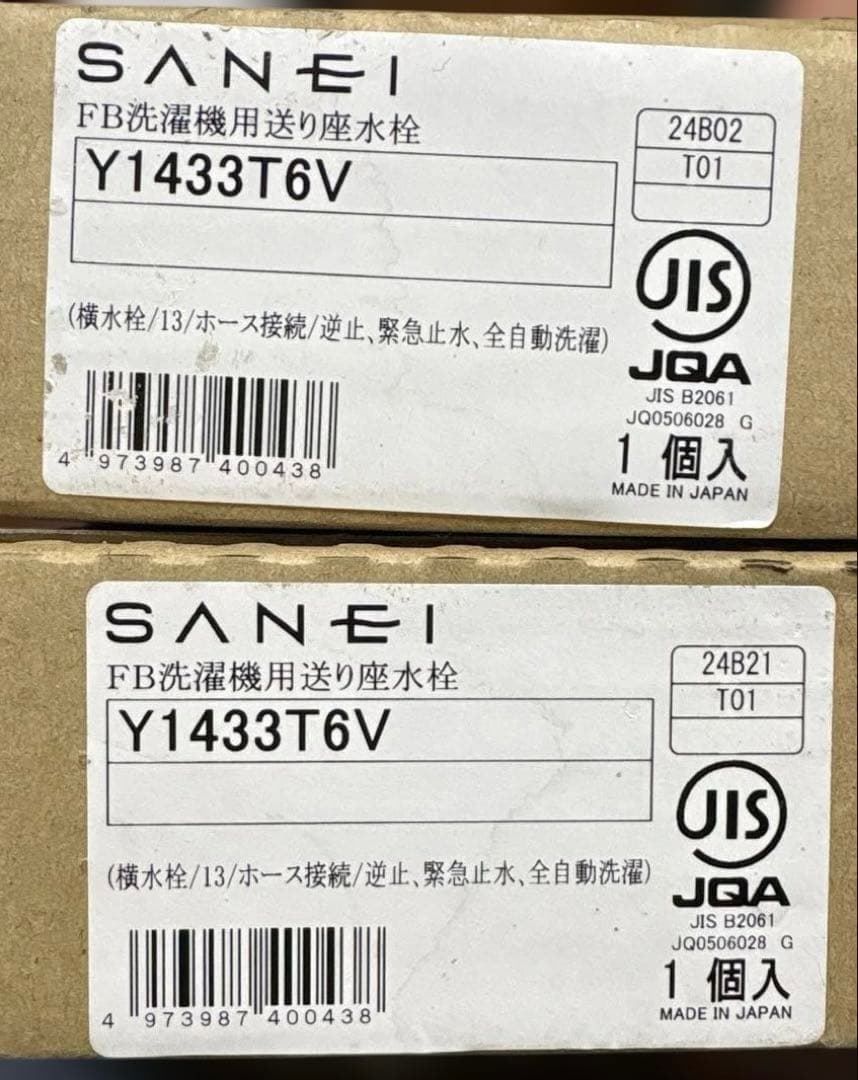 SANEI
FB洗濯機用送り座水栓
Y1433T6V
24B02
T01
(横水栓/13/ホース接続/逆止、緊急止水、全自動洗濯)
JIS
JQA
JIS B2061
JQ0506028 G
1 個入
MADE IN JAPAN
4 973987 400438
SANEI
FB洗濯機用送り座水栓
Y1433T6V
24B21
T01
(横水栓/13/ホース接続/逆止、緊急止水、全自動洗濯)
JIS
JQA
JIS B2061
JQ0506028 G
1 個入
MADE IN JAPAN
4 973987 400438